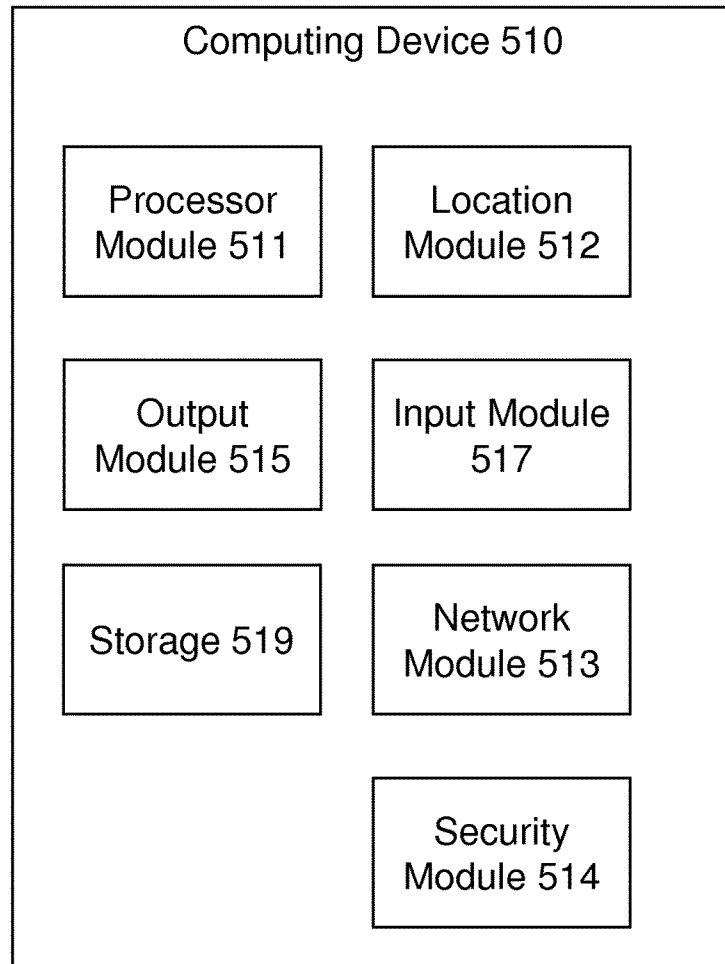 Computing Device 510
Processor
Module 511
Location
Module 512
Output
Module 515
Input Module
517
Storage 519
Network
Module 513
Security
Module 514